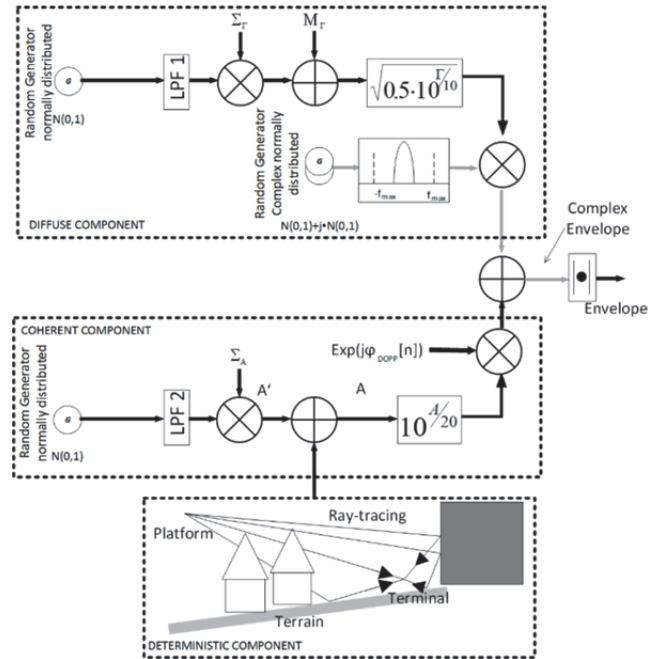 Σ_Γ
M_Γ
Random Generator
normally distributed
G
N(0,1)
LPF 1
√0.5·10^Γ/10
Random Generator
Complex normally
distributed
G
-f_max
f_max
N(0,1)+j•N(0,1)
DIFFUSE COMPONENT
Complex
Envelope
|•|
Envelope
COHERENT COMPONENT
Exp(jφ_DOPP[n])
Random Generator
normally distributed
G
N(0,1)
LPF 2
Σ_A
A'
A
10^A/20
Ray-tracing
Platform
Terminal
Terrain
DETERMINISTIC COMPONENT